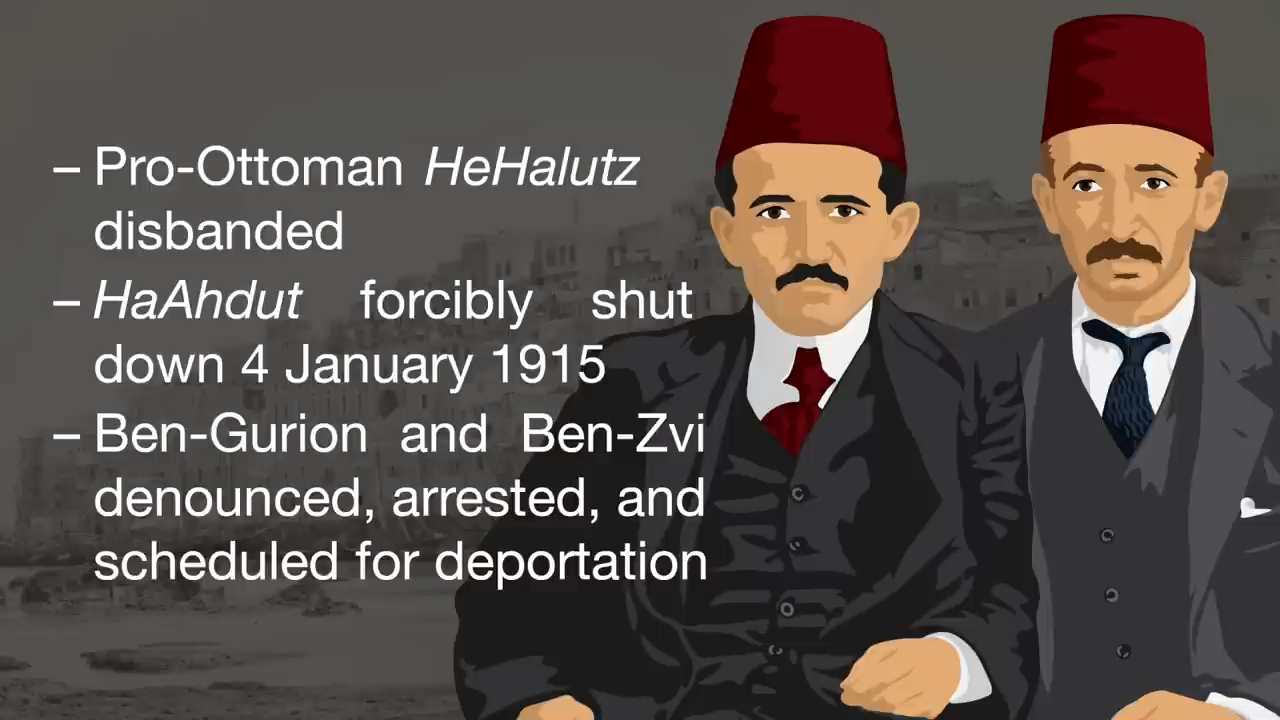 – Pro-Ottoman HeHalutz
disbanded
– HaAhdut forcibly shut
down 4 January 1915
– Ben-Gurion and Ben-Zvi
denounced, arrested, and
scheduled for deportation